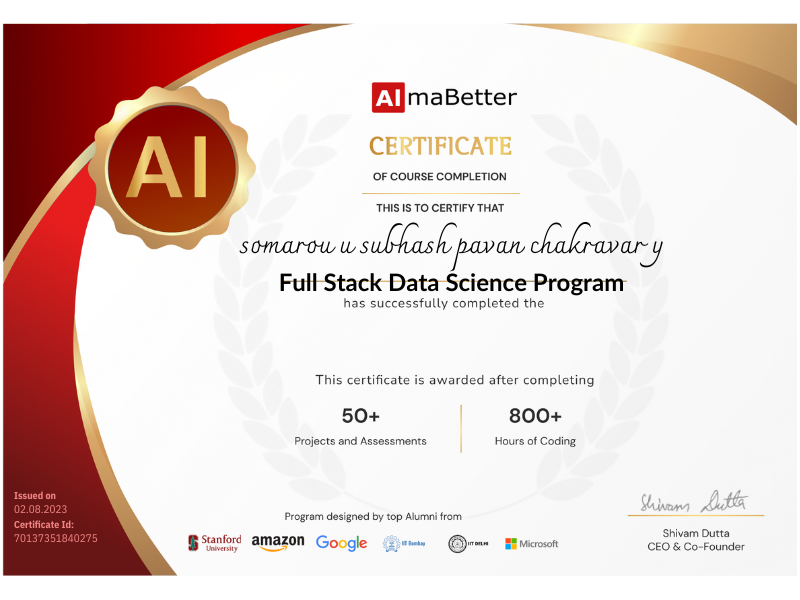 AI
AlmaBetter
CERTIFICATE
OF COURSE COMPLETION
THIS IS TO CERTIFY THAT
somarou u subhash pavan chakravar y
Full Stack Data Science Program
has successfully completed the
This certificate is awarded after completing
50+ 800+
Projects and Assessments Hours of Coding
Issued on
02.08.2023
Certificate Id:
70137351840275
Program designed by top Alumni from
Stanford University amazon Google IIT Bombay IIT DELHI Microsoft
Shivam Dutta
Shivam Dutta
CEO & Co-Founder